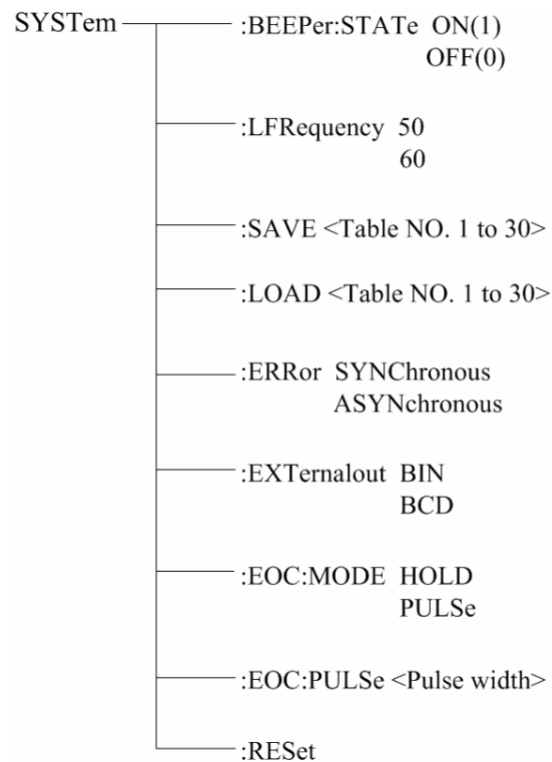 SYSTem :BEEPer:STATe ON(1)
OFF(0)
:LFRequency 50
60
:SAVE <Table NO. 1 to 30>
:LOAD <Table NO. 1 to 30>
:ERRor SYNChronous
ASYNchronous
:EXTernalout BIN
BCD
:EOC:MODE HOLD
PULSe
:EOC:PULSe <Pulse width>
:RESet